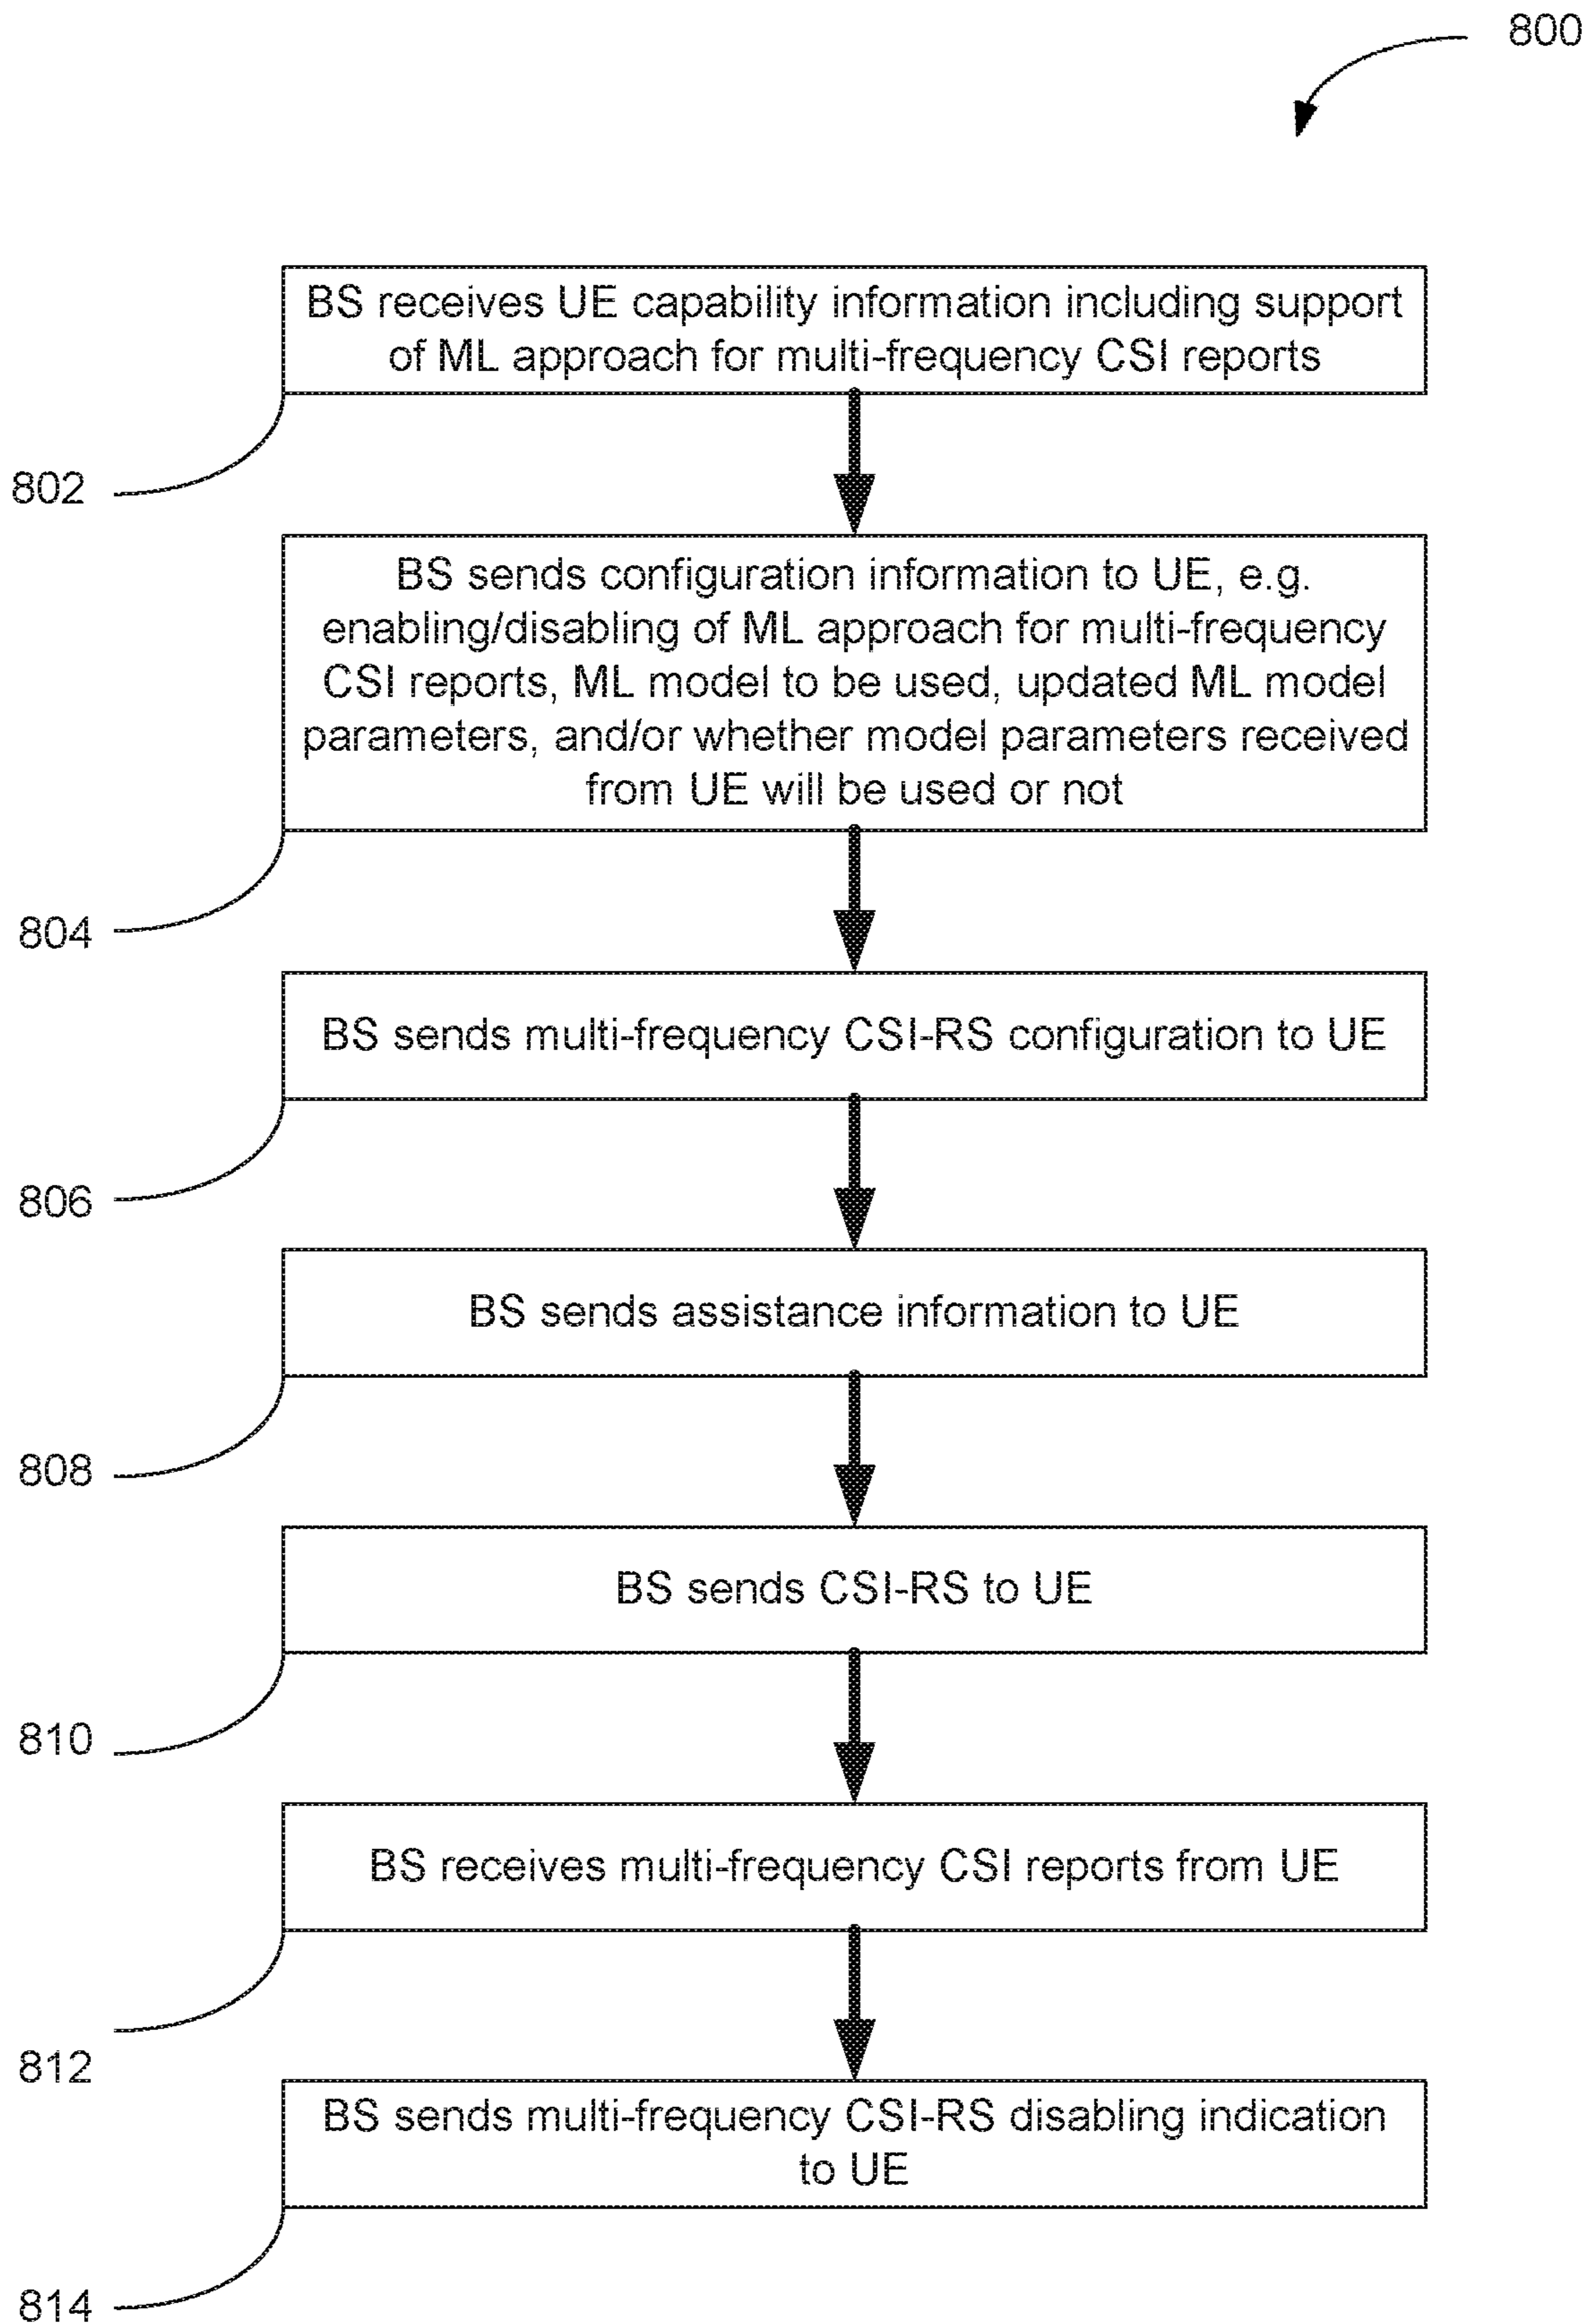 800
BS receives UE capability information including support
of ML approach for multi-frequency CSI reports
802
BS sends configuration information to UE, e.g.
enabling/disabling of ML approach for multi-frequency
CSI reports, ML model to be used, updated ML model
parameters, and/or whether model parameters received
from UE will be used or not
804
BS sends multi-frequency CSI-RS configuration to UE
806
BS sends assistance information to UE
808
BS sends CSI-RS to UE
810
BS receives multi-frequency CSI reports from UE
812
BS sends multi-frequency CSI-RS disabling indication
to UE
814